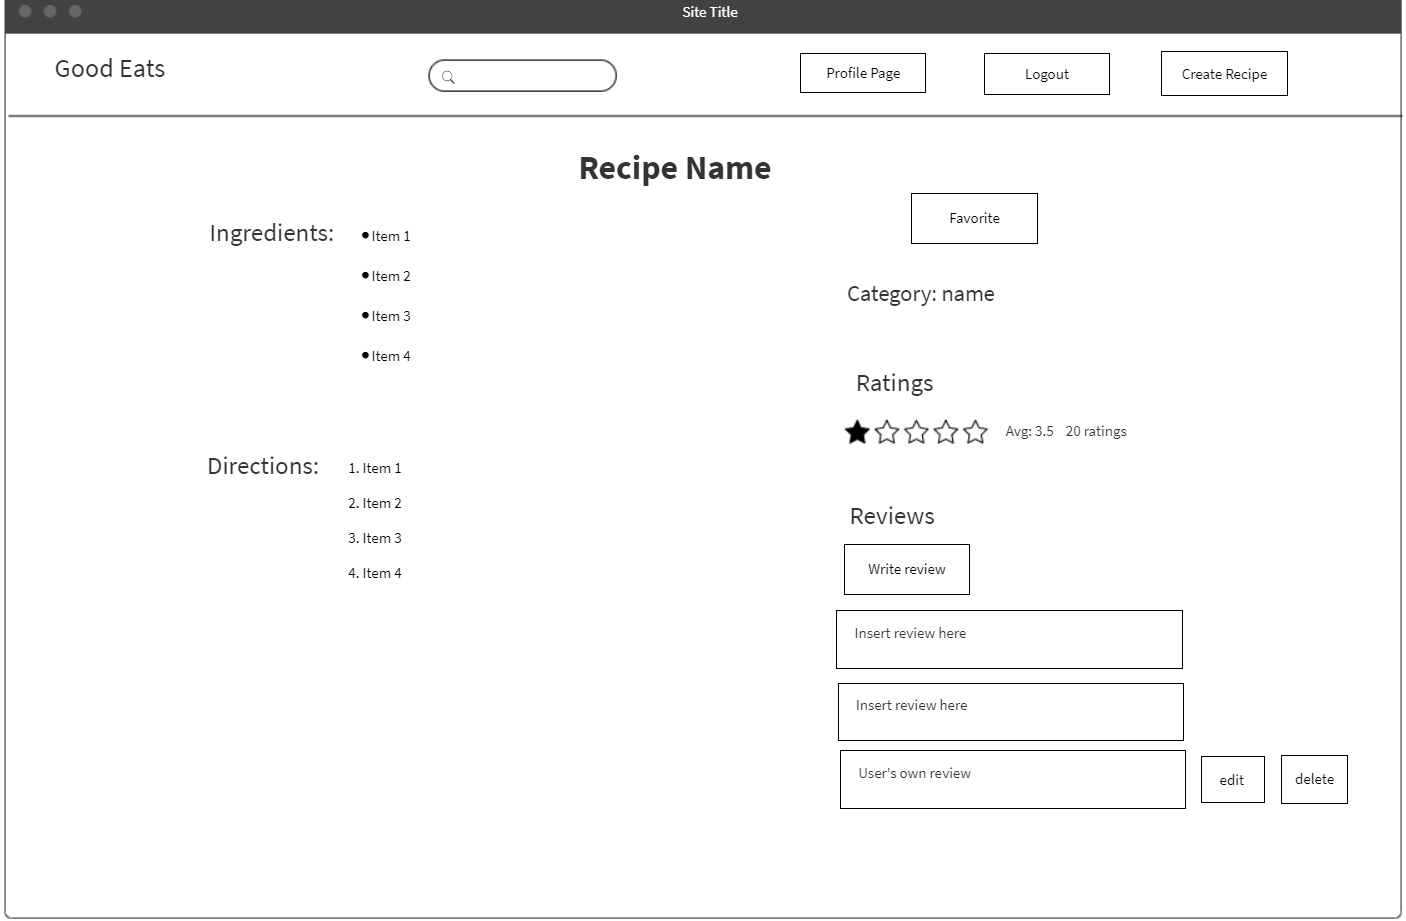 Site Title
Good Eats
Profile Page
Logout
Create Recipe
Recipe Name
Favorite
Ingredients:
Item 1
Item 2
Item 3
Item 4
Category: name
Ratings
Avg: 3.5 20 ratings
Directions:
1. Item 1
2. Item 2
3. Item 3
4. Item 4
Reviews
Write review
Insert review here
Insert review here
User's own review
edit
delete